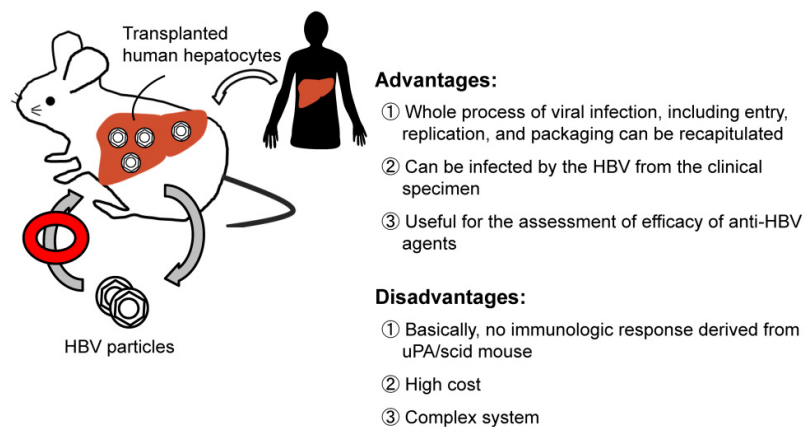 Transplanted
human hepatocytes
HBV particles
Advantages:
① Whole process of viral infection, including entry,
replication, and packaging can be recapitulated
② Can be infected by the HBV from the clinical
specimen
③ Useful for the assessment of efficacy of anti-HBV
agents
Disadvantages:
① Basically, no immunologic response derived from
uPA/scid mouse
② High cost
③ Complex system